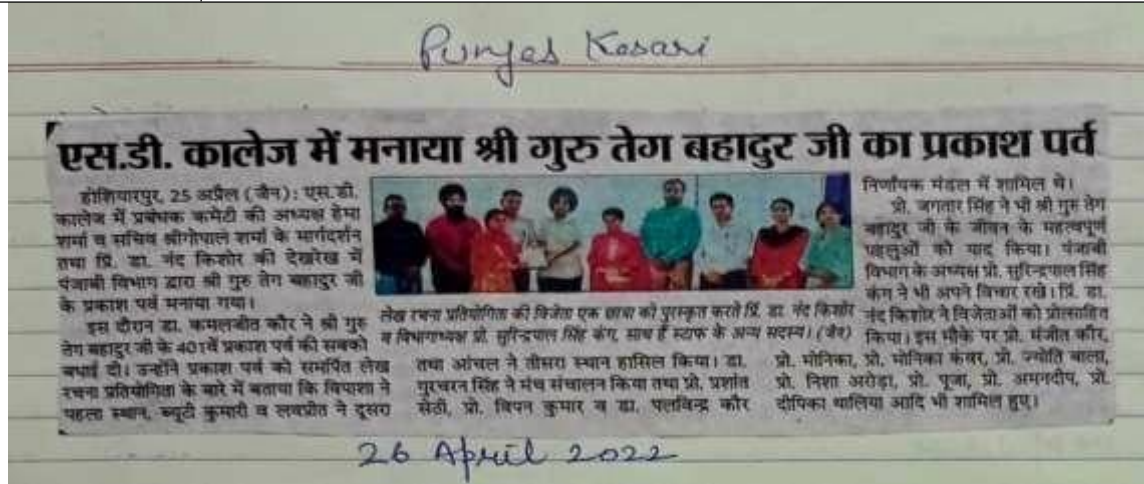 Punjab Kesari
एस.डी. कालेज में मनाया श्री गुरु तेग बहादुर जी का प्रकाश पर्व
होशियारपुर, 25 अप्रैल (जैन): एस.डी.
कालेज में प्रबंधक कमेटी की अध्यक्ष हेमा
शर्मा व सचिव श्रीगोपाल शर्मा के मार्गदर्शन
तथा प्रिं. डा. नंद किशोर की देखरेख में
पंजाबी विभाग द्वारा श्री गुरु तेग बहादुर जी
के प्रकाश पर्व मनाया गया।
इस दौरान डा. कमलजीत कौर ने श्री गुरु
तेग बहादुर जी के 401वें प्रकाश पर्व की सबको
बधाई दी। उन्होंने प्रकाश पर्व को समर्पित लेख
रचना प्रतियोगिता के बारे में बताया कि विपाशा ने
पहला स्थान, ब्यूटी कुमारी व लवप्रीत ने दूसरा
लेख रचना प्रतियोगिता की विजेता एक छात्रा को पुरस्कृत करते प्रिं. डा. नंद किशोर
व विभागाध्यक्ष प्रो. सुरिन्द्रपाल सिंह कंग, साथ हैं स्टाफ के अन्य सदस्य। (जैन)
तथा आंचल ने तीसरा स्थान हासिल किया। डा.
गुरचरन सिंह ने मंच संचालन किया तथा प्रो. प्रशांत
सेठी, प्रो. विपन कुमार व डा. पलविन्द्र कौर
निर्णायक मंडल में शामिल थे।
प्रो. जगतार सिंह ने भी श्री गुरु तेग
बहादुर जी के जीवन के महत्वपूर्ण
पहलुओं को याद किया। पंजाबी
विभाग के अध्यक्ष प्रो. सुरिन्द्रपाल सिंह
कंग ने भी अपने विचार रखे। प्रिं. डा.
नंद किशोर ने विजेताओं को प्रोत्साहित
किया। इस मौके पर प्रो. मंजीत कौर,
प्रो. मोनिका, प्रो. मोनिका कंवर, प्रो. ज्योति बाला,
प्रो. निशा अरोड़ा, प्रो. पूजा, प्रो. अमनदीप, प्रो.
दीपिका धालिया आदि भी शामिल हुए।
26 April 2022